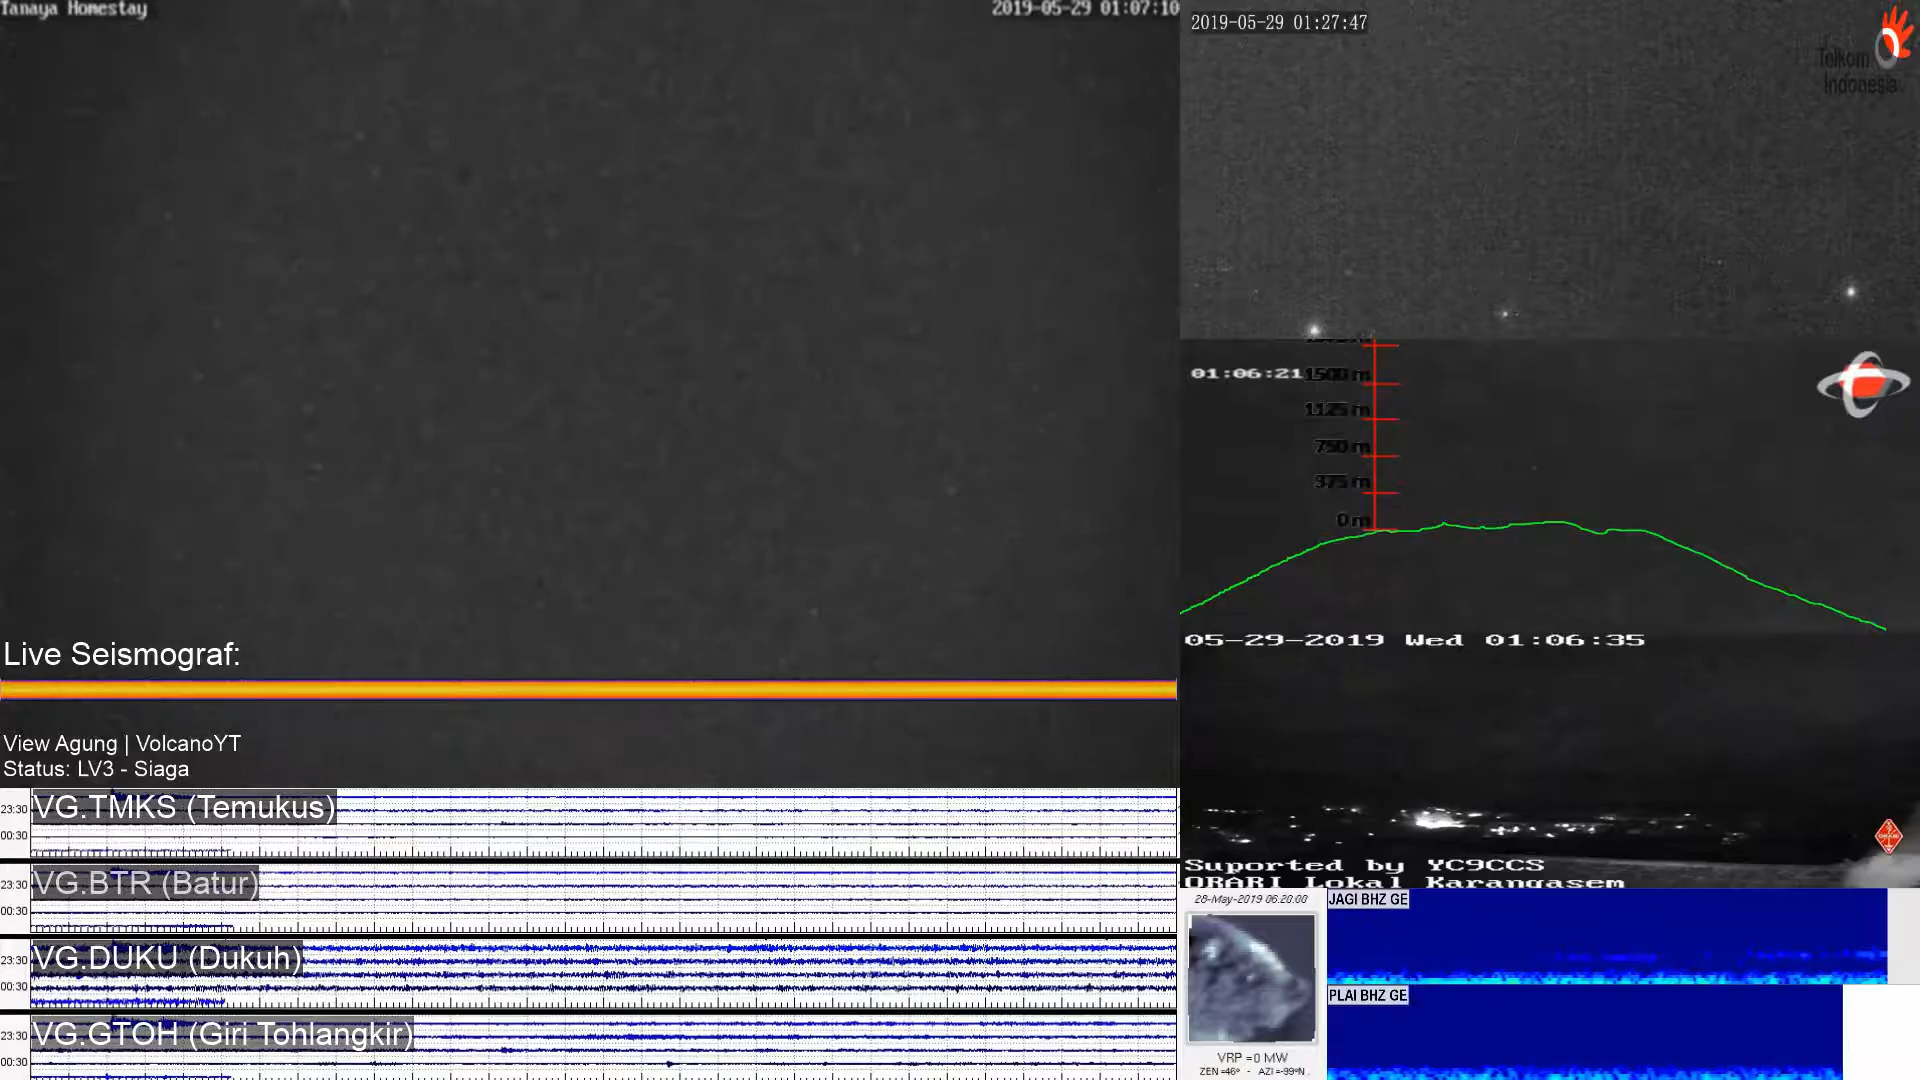 Tanaya Homestay
2019-05-29 01:07:10
2019-05-29 01:27:47
Telkom
Indonesia
01:06:21
1500 m
1125 m
750 m
375 m
0 m
Live Seismograf:
05-29-2019 Wed 01:06:35
View Agung | VolcanoYT
Status: LV3 - Siaga
VG.TMKS (Temukus)
23:30
00:30
Suported by YC9CCS
ORARI Lokal Karangasem
VG.BTR (Batur)
23:30
00:30
28-May-2019 06:20:00
JAGI BHZ GE
VG.DUKU (Dukuh)
23:30
00:30
PLAI BHZ GE
VG.GTOH (Giri Tohlangkir)
23:30
00:30
VRP =0 MW
ZEN =46° - AZI =-99°N